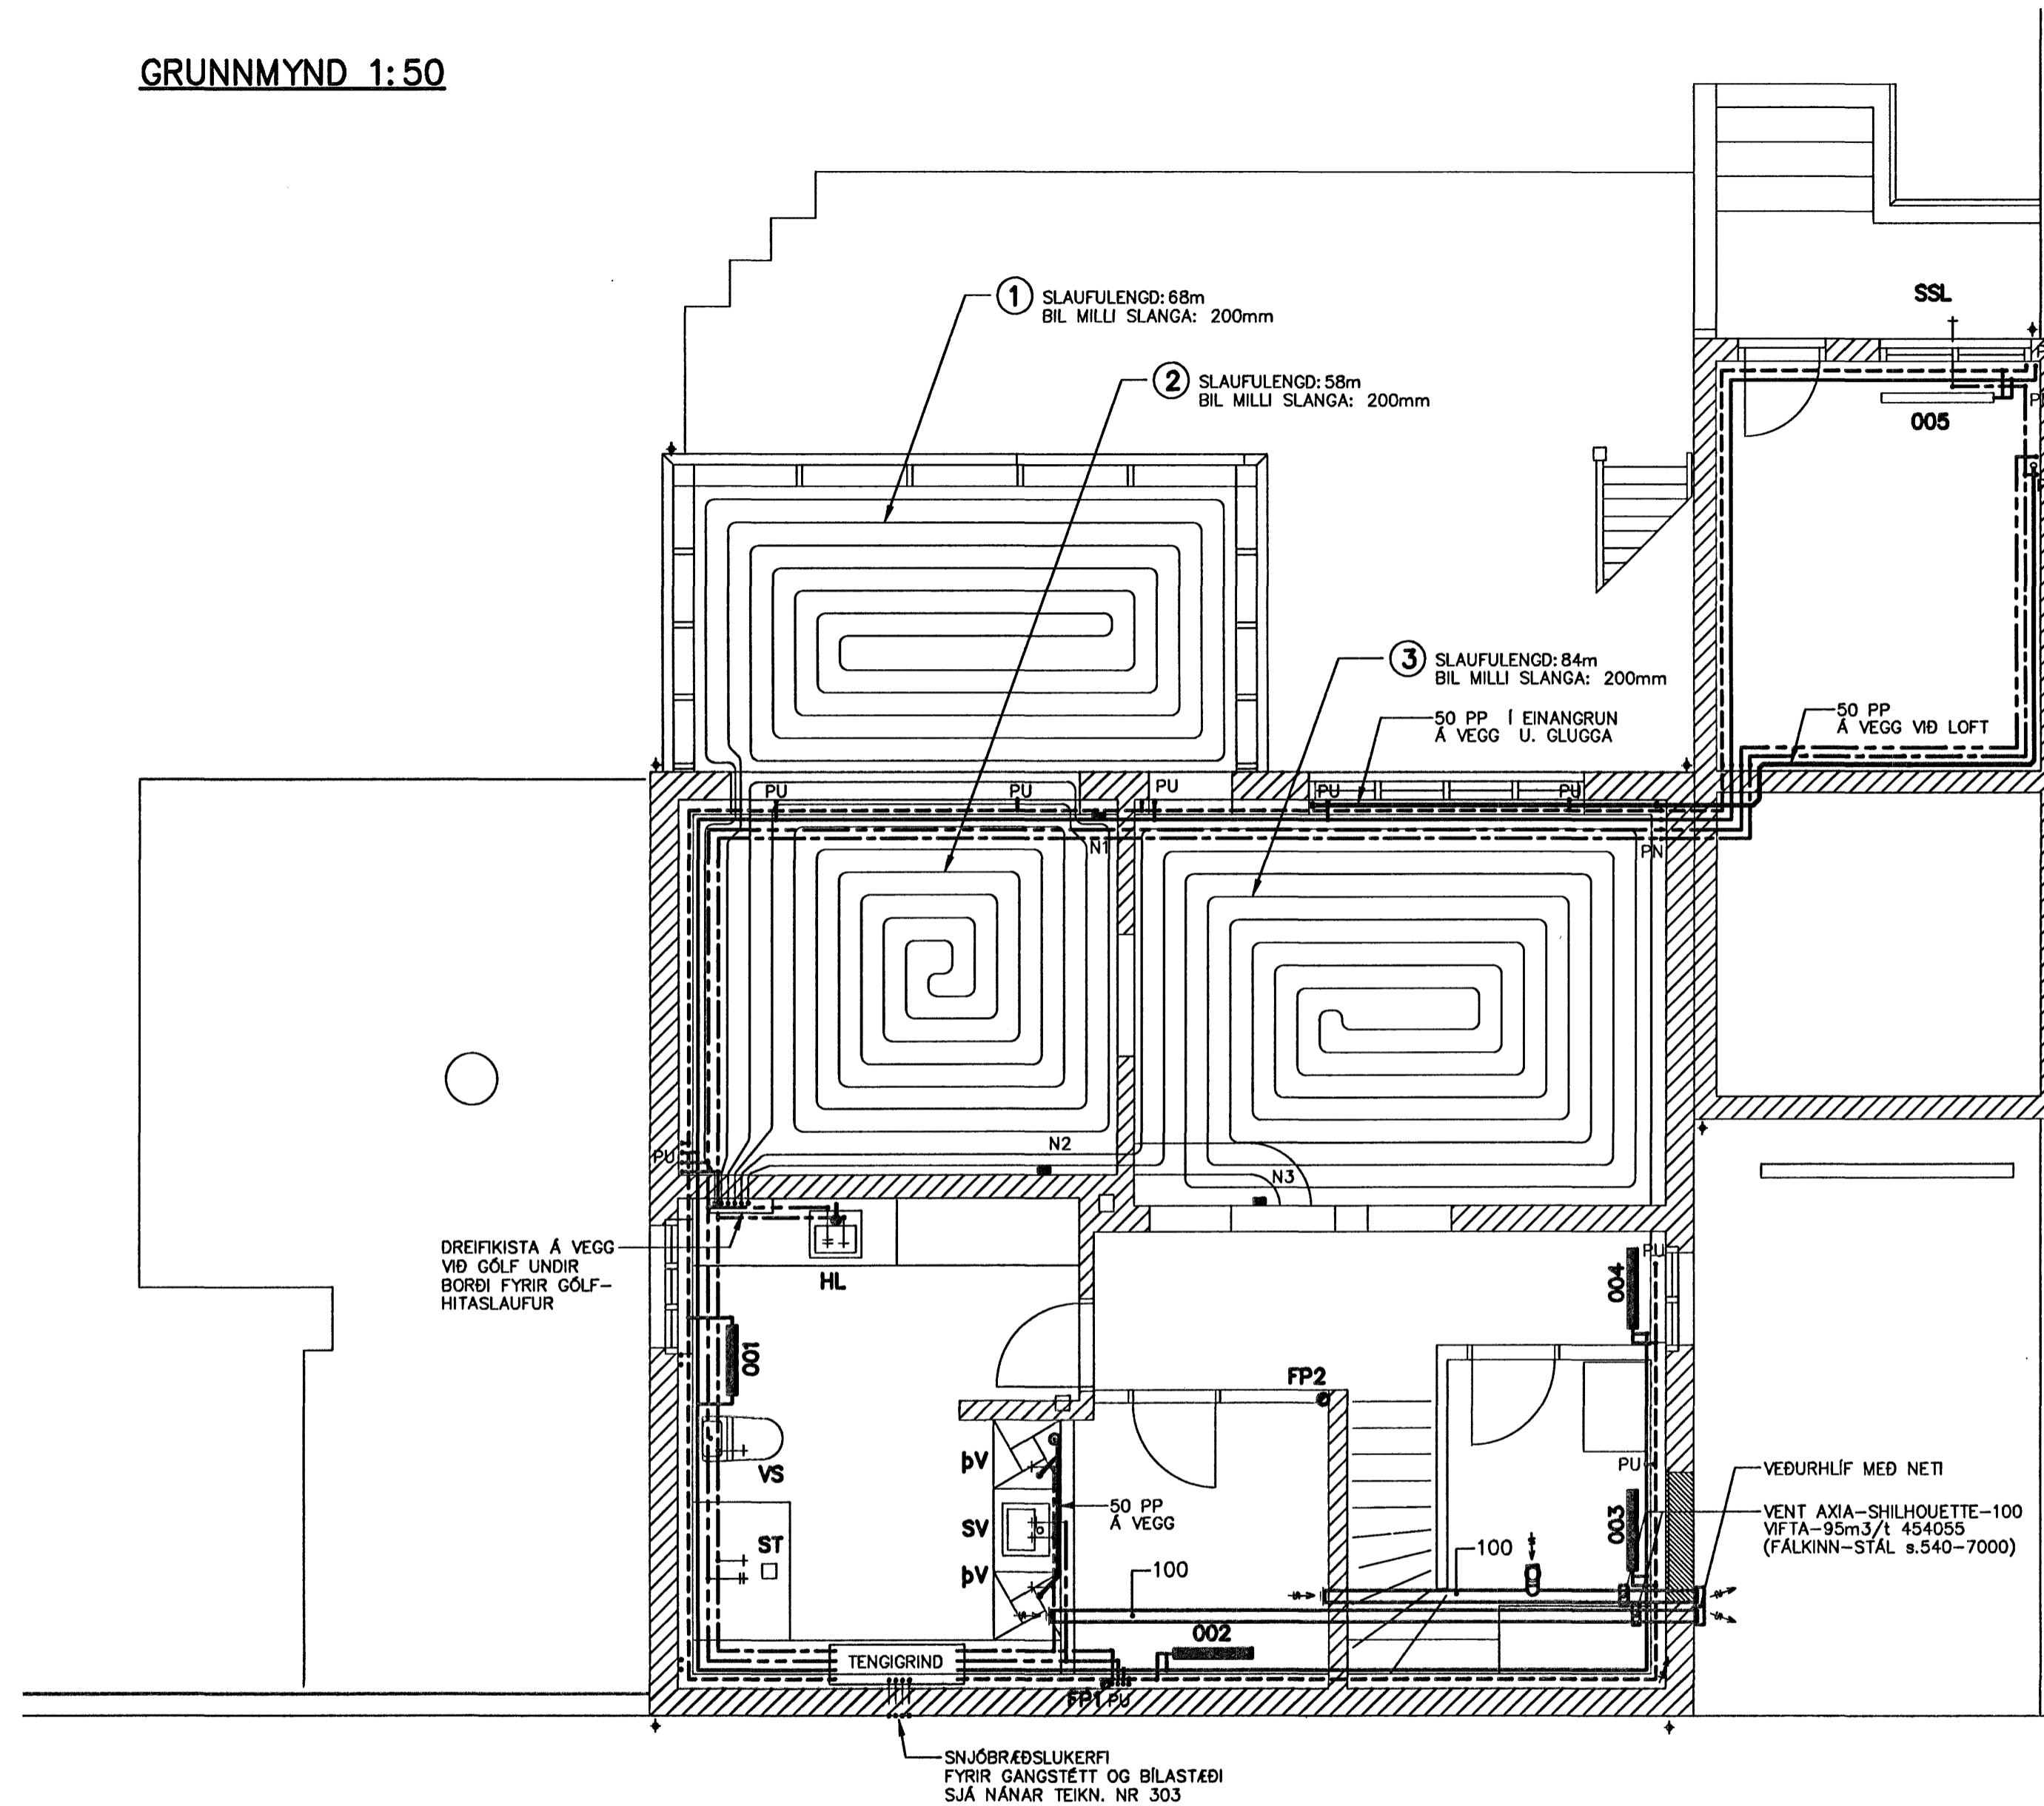 GRUNNMYND 1:50
SSL
1
SLAUFULENGD: 68m
BIL MILLI SLANGA: 200mm
2
SLAUFULENGD: 58m
BIL MILLI SLANGA: 200mm
005
3
SLAUFULENGD: 84m
BIL MILLI SLANGA: 200mm
50 PP Í EINANGRUN
Á VEGG U. GLUGGA
50 PP
Á VEGG VIÐ LOFT
PU
PU
PU
PU
PU
N1
PN
N2
PU
N3
DREIFIKISTA Á VEGG
VIÐ GÓLF UNDIR
BORÐI FYRIR GÓLF-
HITASLAUFUR
HL
PU
004
001
FP2
VS
þV
PU
VEÐURHLÍF MEÐ NETI
50 PP
Á VEGG
SV
003
VENT AXIA-SHILHOUETTE-100
VIFTA-95m3/t 454055
(FÁLKINN-STÁL s.540-7000)
ST
þV
100
100
002
TENGIGRIND
FP1
PU
SNJÓBRÆÐSLUKERFI
FYRIR GANGSTÉTT OG BÍLASTÆÐI
SJÁ NÁNAR TEIKN. NR 303